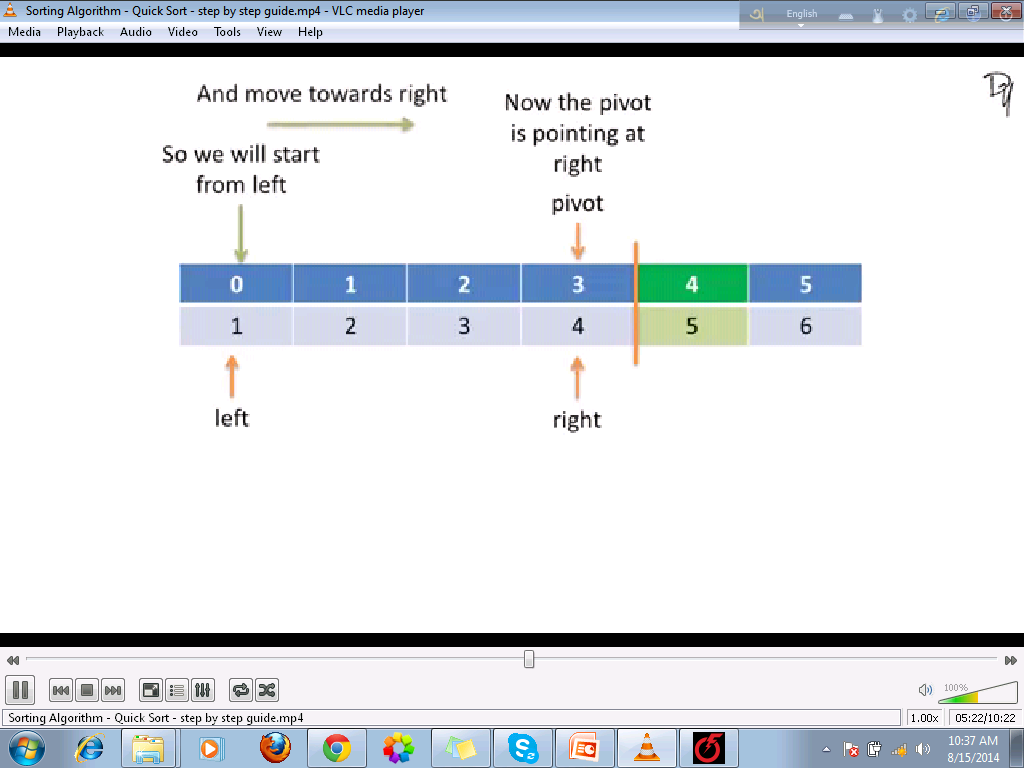 Sorting Algorithm - Quick Sort - step by step guide.mp4 - VLC media player
English
Media Playback Audio Video Tools View Help
And move towards right
So we will start
from left
Now the pivot
is pointing at
right
pivot
0 1 2 3 4 5
1 2 3 4 5 6
left
right
100%
Sorting Algorithm - Quick Sort - step by step guide.mp4
1.00x
05:22/10:22
10:37 AM
8/15/2014